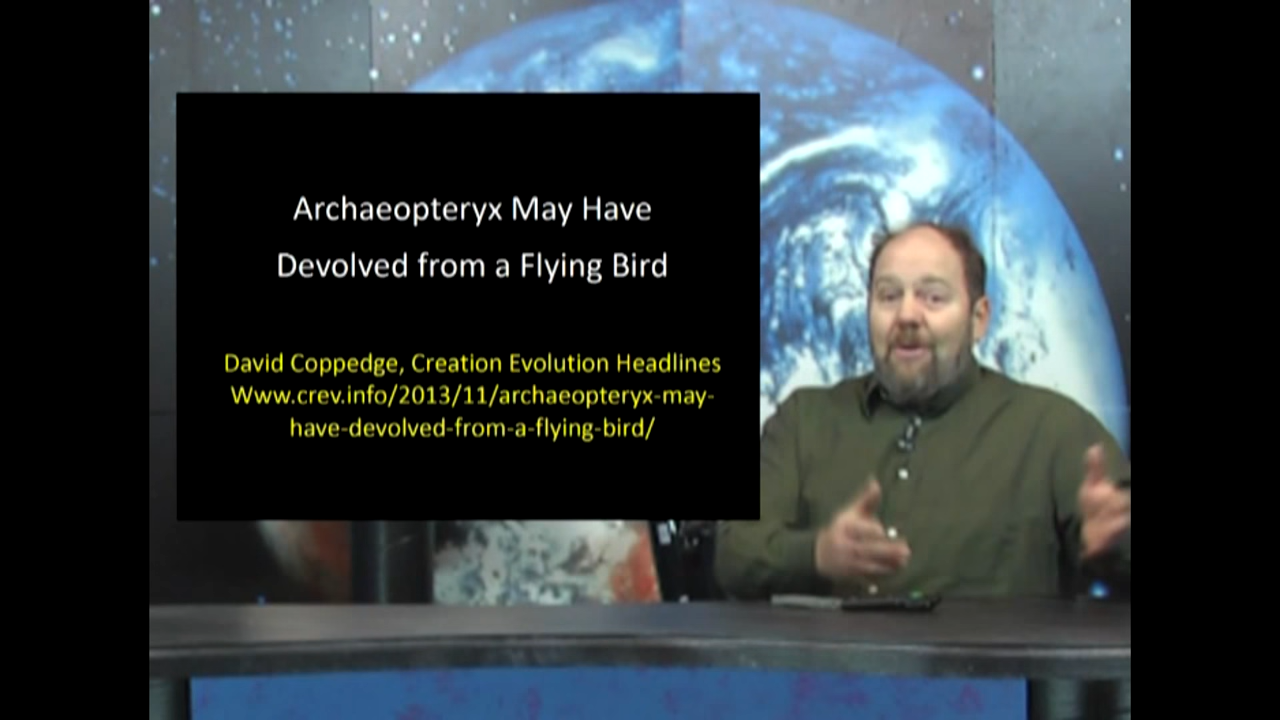 Archaeopteryx May Have
Devolved from a Flying Bird
David Coppedge, Creation Evolution Headlines
Www.crev.info/2013/11/archaeopteryx-may-
have-devolved-from-a-flying-bird/